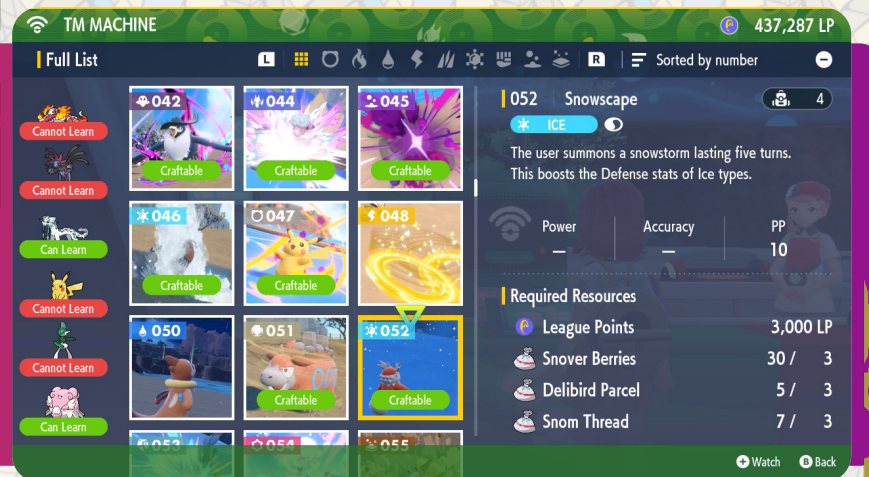 TM MACHINE
437,287 LP
Full List
L
R
Sorted by number
Cannot Learn
Cannot Learn
Can Learn
Cannot Learn
Cannot Learn
Can Learn
042
Craftable
044
Craftable
045
Craftable
046
Craftable
047
Craftable
048
050
051
Craftable
052
Craftable
053
054
055
052 Snowscape
4
ICE
The user summons a snowstorm lasting five turns.
This boosts the Defense stats of Ice types.
Power Accuracy PP
— — 10
Required Resources
League Points 3,000 LP
Snover Berries 30 / 3
Delibird Parcel 5 / 3
Snom Thread 7 / 3
+ Watch B Back